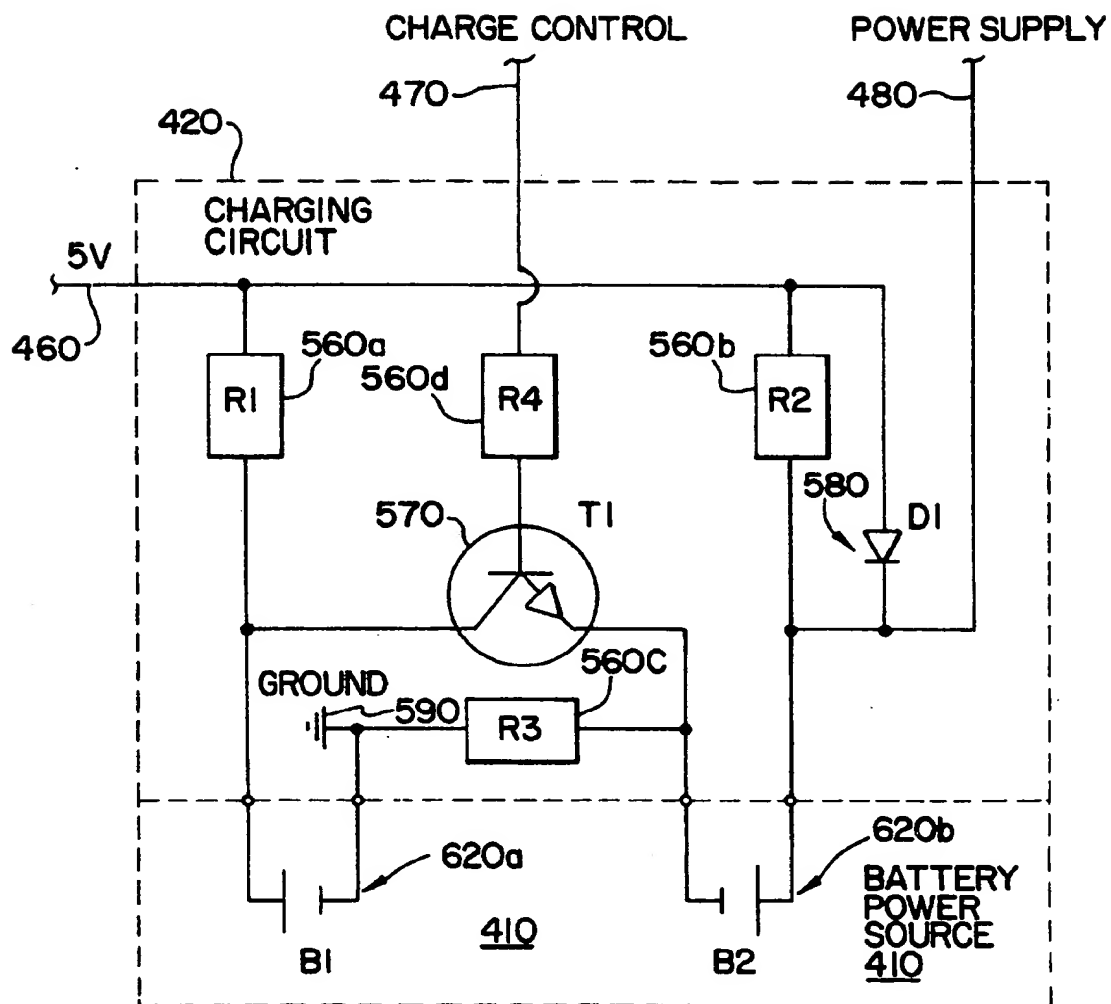 CHARGE CONTROL
POWER SUPPLY
470
480
420
CHARGING
CIRCUIT
5V
460
560a
560d
560b
R1
R4
R2
580
D1
570
T1
560C
GROUND
590
R3
620a
620b
410
BATTERY
POWER
SOURCE
410
B1
B2